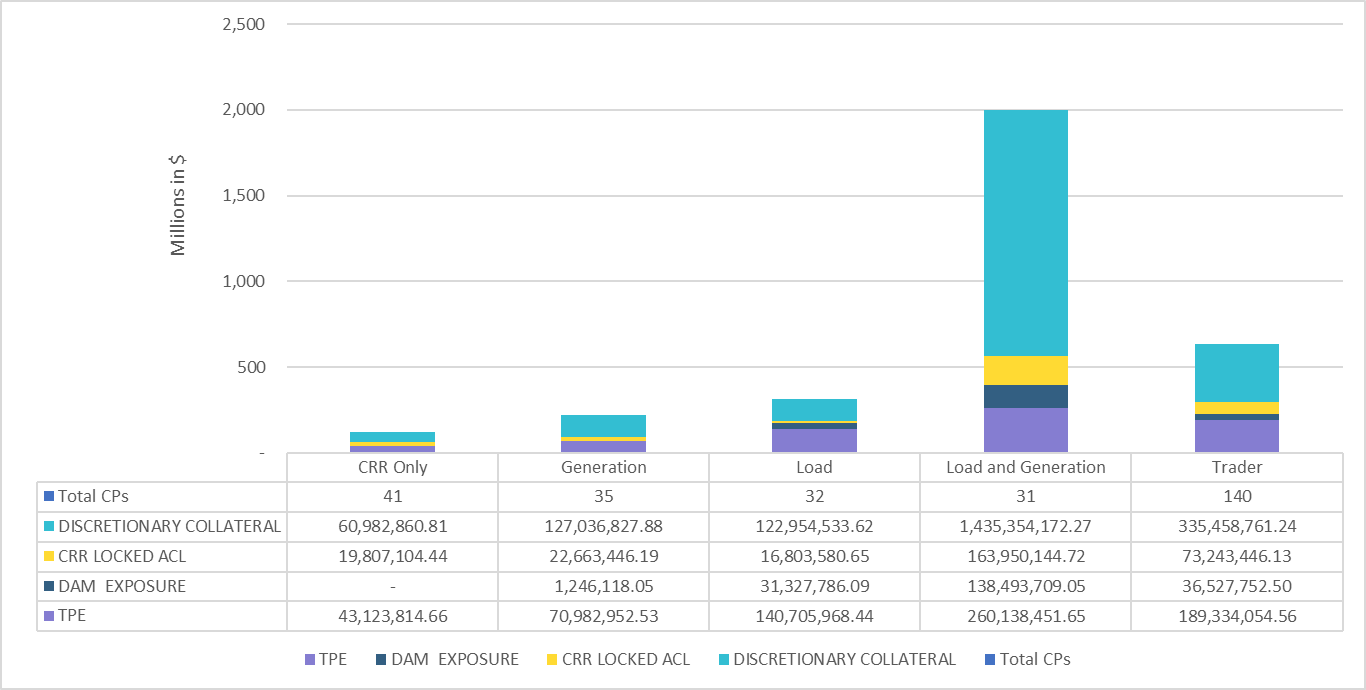 2,500
2,000
1,500
1,000
500
-
Millions in $
CRR Only Generation Load Load and Generation Trader
Total CPs 41 35 32 31 140
DISCRETIONARY COLLATERAL 60,982,860.81 127,036,827.88 122,954,533.62 1,435,354,172.27 335,458,761.24
CRR LOCKED ACL 19,807,104.44 22,663,446.19 16,803,580.65 163,950,144.72 73,243,446.13
DAM EXPOSURE - 1,246,118.05 31,327,786.09 138,493,709.05 36,527,752.50
TPE 43,123,814.66 70,982,952.53 140,705,968.44 260,138,451.65 189,334,054.56
TPE DAM EXPOSURE CRR LOCKED ACL DISCRETIONARY COLLATERAL Total CPs